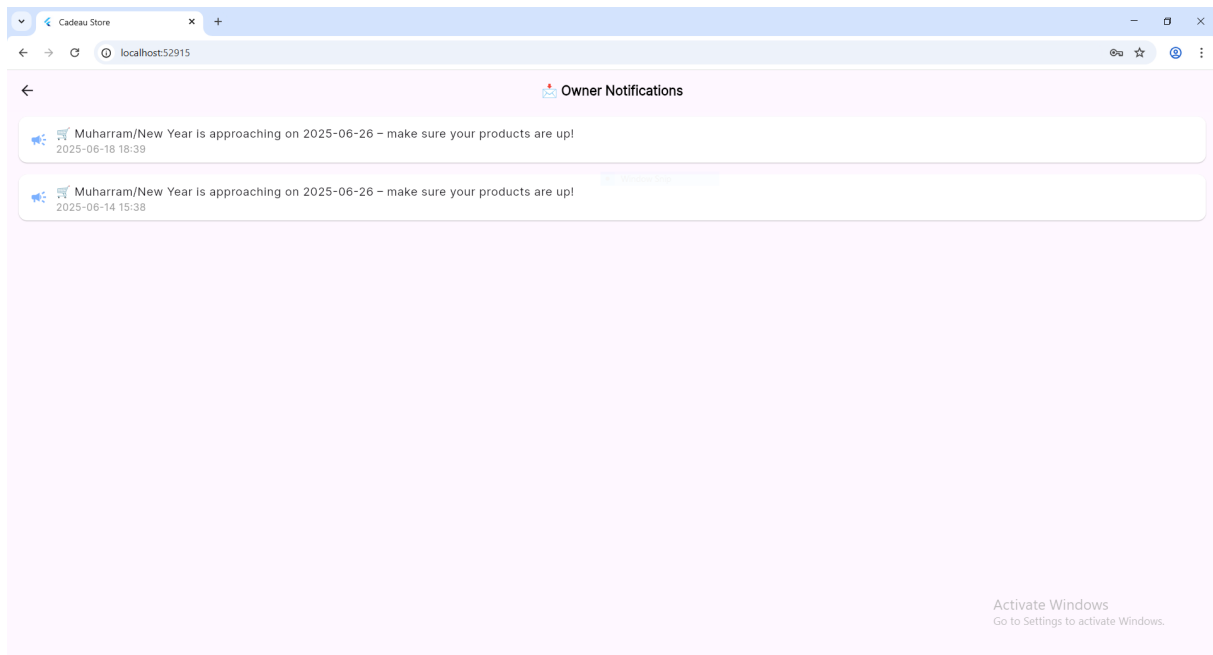 Cadeau Store
localhost:52915
📩 Owner Notifications
🛒 Muharram/New Year is approaching on 2025-06-26 – make sure your products are up!
2025-06-18 18:39
🛒 Muharram/New Year is approaching on 2025-06-26 – make sure your products are up!
2025-06-14 15:38
Activate Windows
Go to Settings to activate Windows.